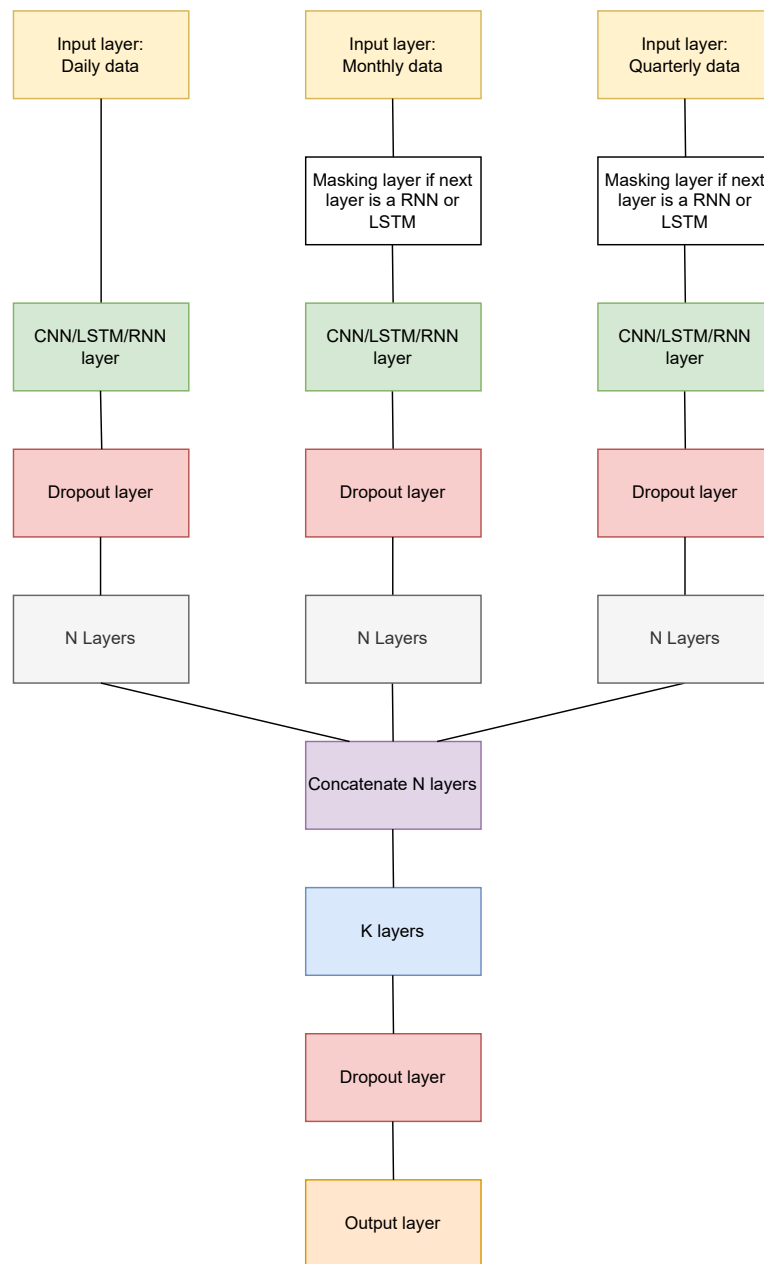 Input layer:
Daily data
Input layer:
Monthly data
Input layer:
Quarterly data
Masking layer if next
layer is a RNN or
LSTM
Masking layer if next
layer is a RNN or
LSTM
CNN/LSTM/RNN
layer
CNN/LSTM/RNN
layer
CNN/LSTM/RNN
layer
Dropout layer
Dropout layer
Dropout layer
N Layers
N Layers
N Layers
Concatenate N layers
K layers
Dropout layer
Output layer